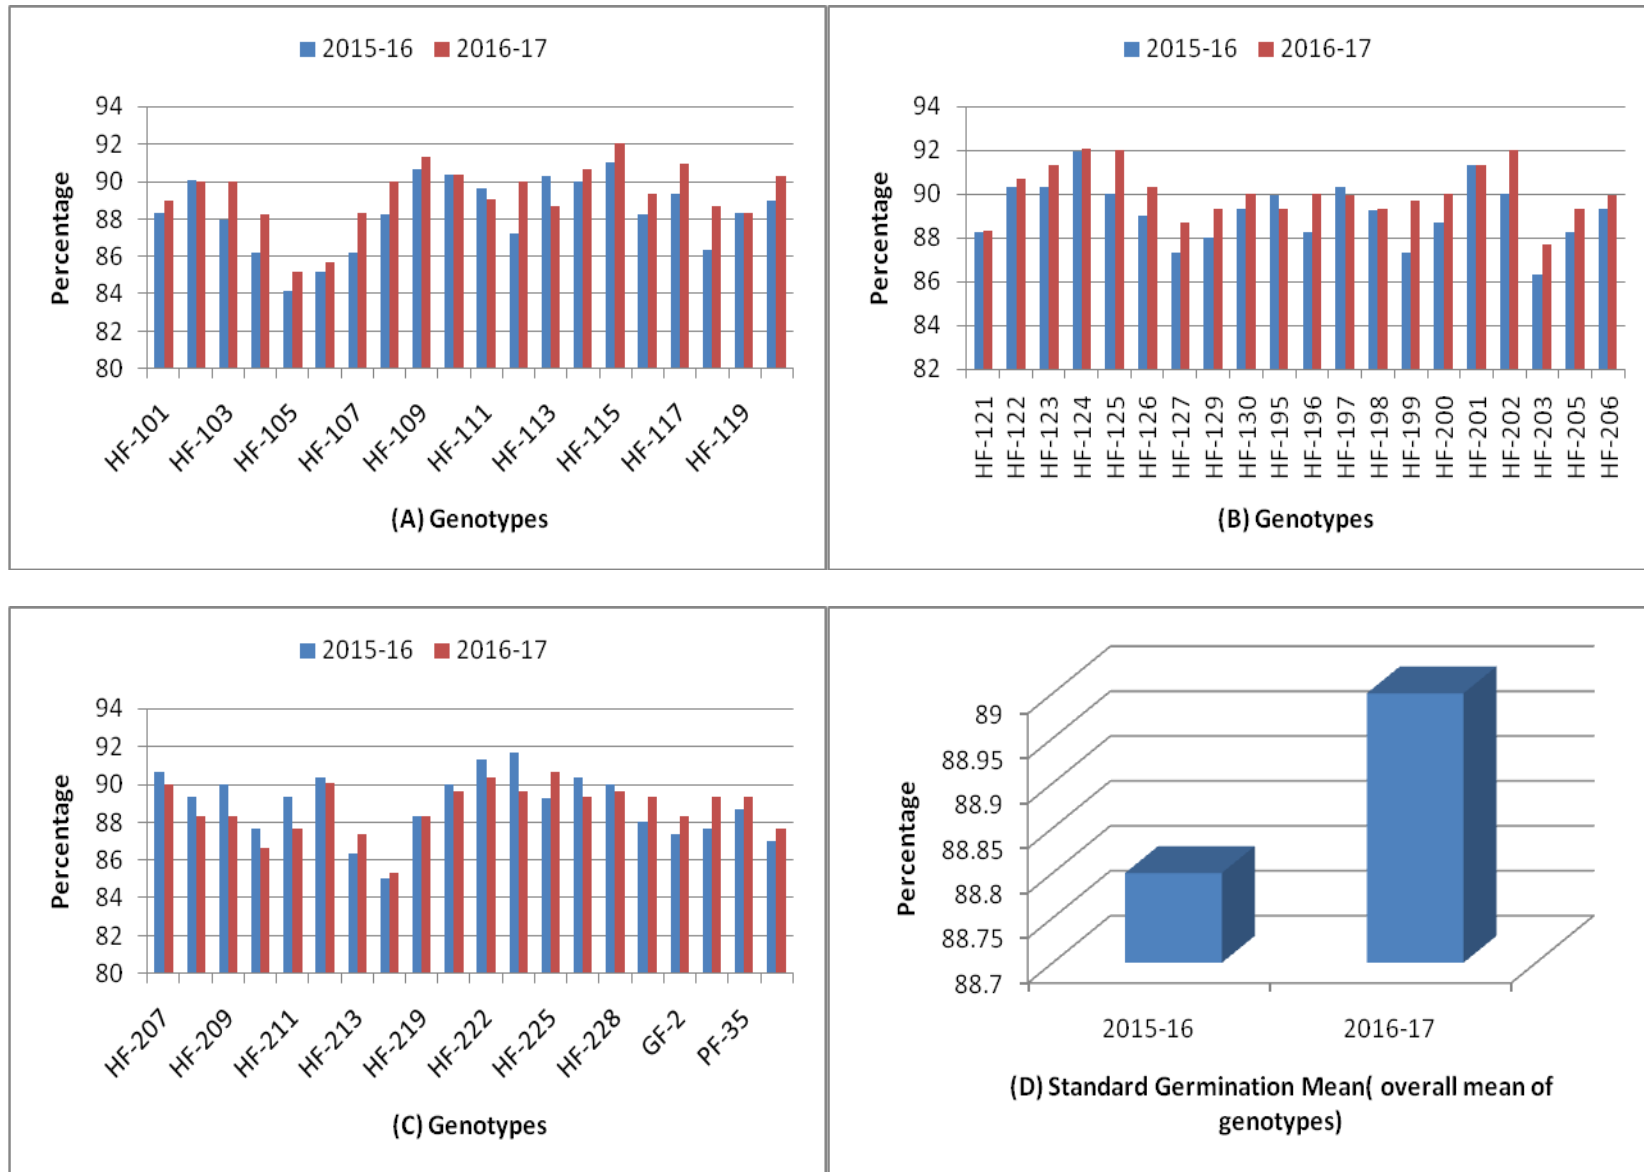 2015-16 2016-17
94
92
90
88
86
84
82
80
Percentage
HF-101 HF-103 HF-105 HF-107 HF-109 HF-111 HF-113 HF-115 HF-117 HF-119
(A) Genotypes
2015-16 2016-17
94
92
90
88
86
84
82
Percentage
HF-121 HF-122 HF-123 HF-124 HF-125 HF-126 HF-127 HF-129 HF-130 HF-195 HF-196 HF-197 HF-198 HF-199 HF-200 HF-201 HF-202 HF-203 HF-205 HF-206
(B) Genotypes
2015-16 2016-17
94
92
90
88
86
84
82
80
Percentage
HF-207 HF-209 HF-211 HF-213 HF-219 HF-222 HF-225 HF-228 GF-2 PF-35
(C) Genotypes
89
88.95
88.9
88.85
88.8
88.75
88.7
Percentage
2015-16 2016-17
(D) Standard Germination Mean( overall mean of
genotypes)